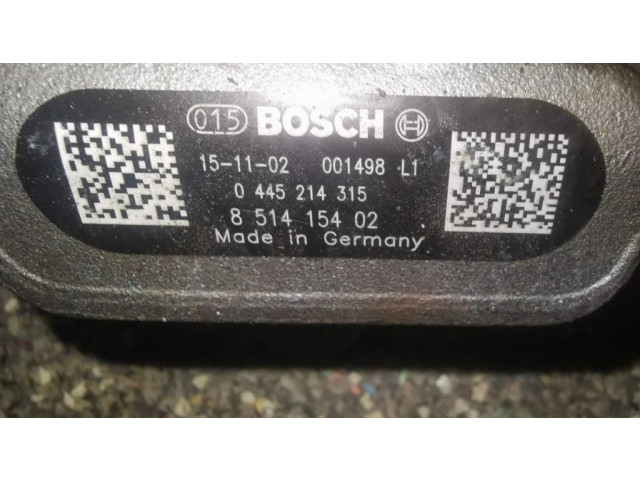 015 BOSCH
15-11-02 001498 L1
0 445 214 315
8 514 154 02
Made in Germany